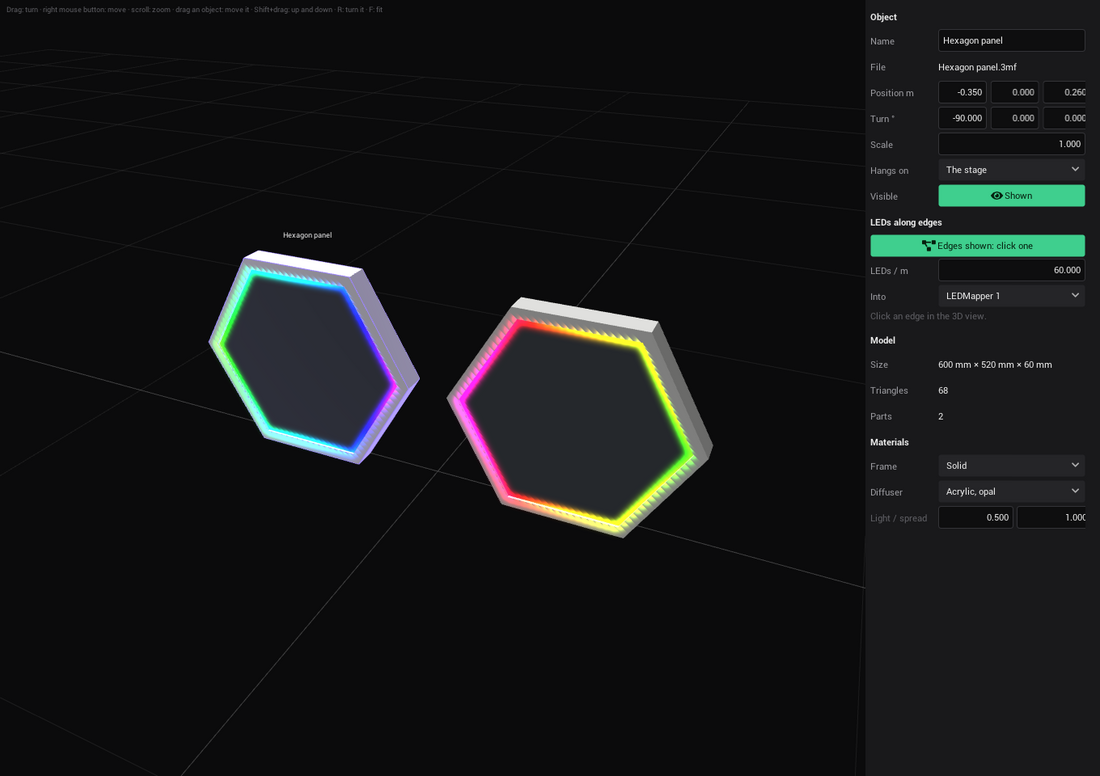 Drag: turn · right mouse button: move · scroll: zoom · drag an object: move it · Shift+drag: up and down · R: turn it · F: fit
Hexagon panel
Object
Name Hexagon panel
File Hexagon panel.3mf
Position m -0.350 0.000 0.260
Turn ° -90.000 0.000 0.000
Scale 1.000
Hangs on The stage
Visible Shown
LEDs along edges
Edges shown: click one
LEDs / m 60.000
Into LEDMapper 1
Click an edge in the 3D view.
Model
Size 600 mm × 520 mm × 60 mm
Triangles 68
Parts 2
Materials
Frame Solid
Diffuser Acrylic, opal
Light / spread 0.500 1.000